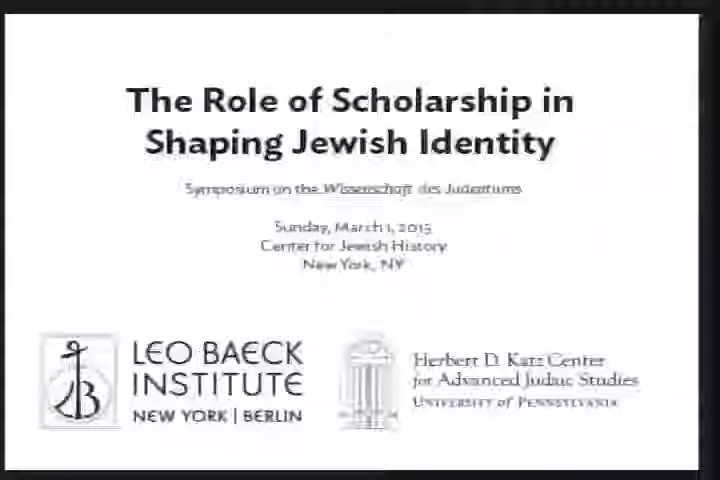 The Role of Scholarship in
Shaping Jewish Identity
Symposium on the Wissenschaft des Judentums
Sunday, March 1, 2015
Center for Jewish History
New York, NY
LEO BAECK
INSTITUTE
NEW YORK | BERLIN
Herbert D. Katz Center
for Advanced Judaic Studies
UNIVERSITY of PENNSYLVANIA